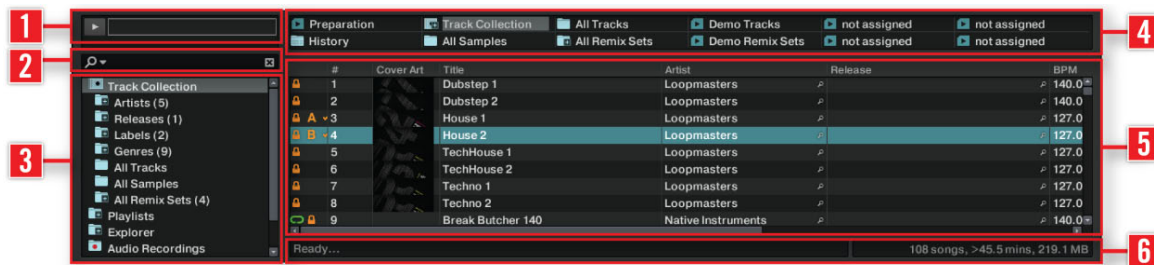 1
2
3
4
5
6
Preparation Track Collection All Tracks Demo Tracks not assigned not assigned
History All Samples All Remix Sets Demo Remix Sets not assigned not assigned
Track Collection
Artists (5)
Releases (1)
Labels (2)
Genres (9)
All Tracks
All Samples
All Remix Sets (4)
Playlists
Explorer
Audio Recordings
# Cover Art Title Artist Release BPM
1 Dubstep 1 Loopmasters 140.0
2 Dubstep 2 Loopmasters 140.0
A 3 House 1 Loopmasters 127.0
B 4 House 2 Loopmasters 127.0
5 TechHouse 1 Loopmasters 127.0
6 TechHouse 2 Loopmasters 127.0
7 Techno 1 Loopmasters 127.0
8 Techno 2 Loopmasters 127.0
9 Break Butcher 140 Native Instruments 140.0
Ready... 108 songs, >45.5 mins, 219.1 MB